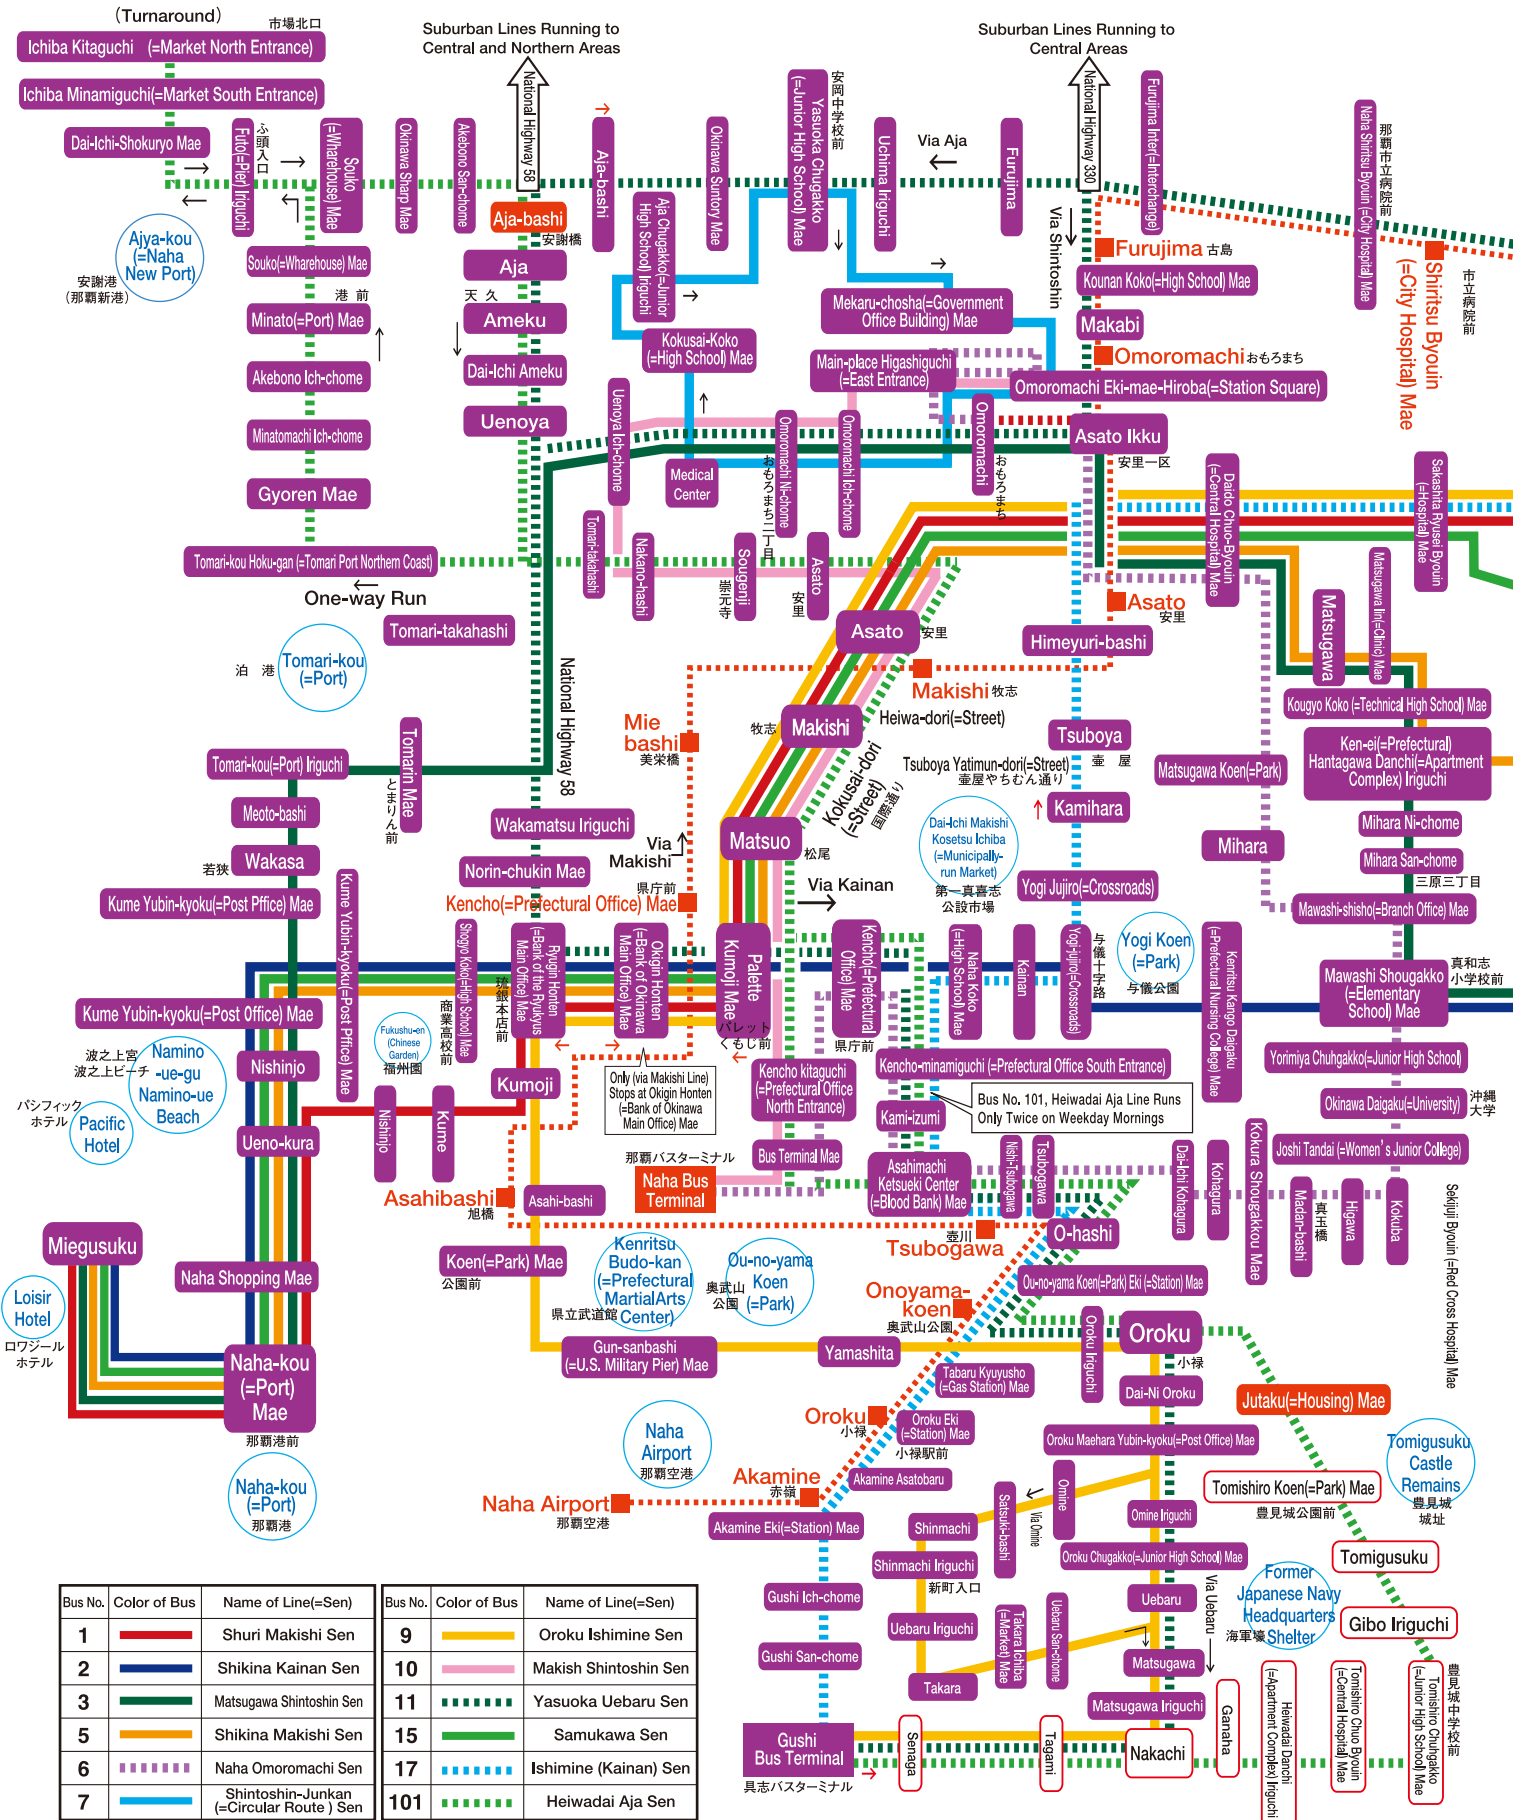 (Turnaround)
市場北口
Ichiba Kitaguchi (=Market North Entrance)
Ichiba Minamiguchi(=Market South Entrance)
Dai-Ichi-Shokuryo Mae
ふ頭入口
Futo(=Pier) Iriguchi
Souko
(=Wharehouse) Mae
Okinawa Sharp Mae
Akebono San-chome
Suburban Lines Running to
Central and Northern Areas
National Highway 58
Aja-bashi
Okinawa Suntory Mae
安岡中学校前
Yasuoka Chugakko
(=Junior High School) Mae
Uchima Iriguchi
Via Aja
Furujima
Suburban Lines Running to
Central Areas
National Highway 330
Furujima Inter(=Interchange)
那覇市立病院前
Naha Shiritsu Byouin (=City Hospital) Mae
Ajya-kou
(=Naha
New Port)
安謝港
(那覇新港)
Souko(=Wharehouse) Mae
港 前
Minato(=Port) Mae
Akebono Ich-chome
Minatomachi Ich-chome
Gyoren Mae
Tomari-kou Hoku-gan (=Tomari Port Northern Coast)
One-way Run
Aja-bashi
安謝橋
Aja
天 久
Ameku
Dai-Ichi Ameku
Uenoya
Aja Chugakko(=Junior
High School) Iriguchi
Kokusai-Koko
(=High School) Mae
Mekaru-chosha(=Government
Office Building) Mae
Main-place Higashiguchi
(=East Entrance)
Via Shintoshin
Furujima 古島
Kounan Koko(=High School) Mae
Makabi
Omoromachi おもろまち
Omoromachi Eki-mae-Hiroba(=Station Square)
Shiritsu Byouin
(=City Hospital) Mae
市立病院前
Uenoya Ich-chome
Medical
Center
Omoromachi Ni-chome
おもろまち二丁目
Omoromachi Ich-chome
Omoromachi
おもろまち
Asato Ikku
安里一区
Daido Chuo-Byouin
(=Central Hospital) Mae
Sakashita Ryusei Byouin
(=Hospital) Mae
Tomari-takahashi
Nakano-hashi
Sougenji
崇元寺
Asato
安里
Asato
安里
Asato
安里
Himeyuri-bashi
Matsugawa
Matsugawa Iin(=Clinic) Mae
Tomari-takahashi
泊 港
Tomari-kou
(=Port)
National Highway 58
Makishi 牧志
Heiwa-dori(=Street)
Makishi
牧志
Mie
bashi
美栄橋
Kokusai-dori
(=Street)
国際通り
Kougyo Koko (=Technical High School) Mae
Ken-ei(=Prefectural)
Hantagawa Danchi(=Apartment
Complex) Iriguchi
Tsuboya
壺 屋
Tsuboya Yatimun-dori(=Street)
壺屋やちむん通り
Kamihara
Matsugawa Koen(=Park)
Mihara
Mihara Ni-chome
Mihara San-chome
三原三丁目
Mawashi-shisho(=Branch Office) Mae
Tomari-kou(=Port) Iriguchi
Tomarin Mae
とまりん前
Meoto-bashi
若狭
Wakasa
Kume Yubin-kyoku(=Post Pffice) Mae
Kume Yubin-kyoku(=Post Pffice) Mae
Wakamatsu Iriguchi
Norin-chukin Mae
Via
Makishi
県庁前
Kencho(=Prefectural Office) Mae
Matsuo
松尾
Via Kainan
Dai-Ichi Makishi
Kosetsu Ichiba
(=Municipally-
run Market)
第一真喜志
公設市場
Yogi Jujiro(=Crossroads)
Yogi Koen
(=Park)
与儀公園
Shogyo Koko(=High School) Mae
商業高校前
Ryugin Honten
(=Bank of the Ryukyus
Main Office) Mae
琉銀本店前
Okigin Honten
(=Bank of Okinawa
Main Office) Mae
Palette
Kumoji Mae
パレット
くもじ前
Kencho(=Prefectural
Office) Mae
県庁前
Naha Koko
(=High School) Mae
Kainan
Yogi-jujiro(=Crossroads)
与儀十字路
Kenritsu Kango Daigaku
(=Prefectural Nursing College) Mae
Mawashi Shougakko
(=Elementary
School) Mae
真和志
小学校前
Kume Yubin-kyoku(=Post Office) Mae
波之上宮
波之上ビーチ
Namino
-ue-gu
Namino-ue
Beach
Nishinjo
Fukushu-en
(Chinese
Garden)
福州園
パシフィック
ホテル
Pacific
Hotel
Ueno-kura
Nishinjo
Kume
Kumoji
Only (via Makishi Line)
Stops at Okigin Honten
(=Bank of Okinawa
Main Office) Mae
Kencho kitaguchi
(=Prefectural Office
North Entrance)
Kencho-minamiguchi (=Prefectural Office South Entrance)
Kami-izumi
Bus No. 101, Heiwadai Aja Line Runs
Only Twice on Weekday Mornings
Yorimiya Chuhgakko(=Junior High School)
Okinawa Daigaku(=University)
沖縄
大学
Joshi Tandai (=Women's Junior College)
那覇バスターミナル
Naha Bus
Terminal
Bus Terminal Mae
Asahimachi
Ketsueki Center
(=Blood Bank) Mae
Nishi-Tsubogawa
Tsubogawa
Dai-Ichi Kohagura
Kohagura
Kokura Shougakkou Mae
Madan-bashi
真玉橋
Higawa
Kokuba
Sekijuji Byouin (=Red Cross Hospital) Mae
Asahibashi
旭橋
Asahi-bashi
壺川
Tsubogawa
O-hashi
Miegusuku
Loisir
Hotel
ロワジール
ホテル
Naha Shopping Mae
Naha-kou
(=Port)
Mae
那覇港前
Naha-kou
(=Port)
那覇港
Koen(=Park) Mae
公園前
Kenritsu
Budo-kan
(=Prefectural
MartialArts
Center)
県立武道館
Ou-no-yama
Koen
(=Park)
奥武山
公園
Onoyama-
koen
奥武山公園
Ou-no-yama Koen(=Park) Eki (=Station) Mae
Gun-sanbashi
(=U.S. Military Pier) Mae
Yamashita
Oroku Iriguchi
Oroku
小禄
Tabaru Kyuyusho
(=Gas Station) Mae
Dai-Ni Oroku
Jutaku(=Housing) Mae
Naha
Airport
那覇空港
Oroku
小禄
Oroku Eki
(=Station) Mae
小禄駅前
Oroku Maehara Yubin-kyoku(=Post Office) Mae
Tomigusuku
Castle
Remains
豊見城
城址
Akamine
赤嶺
Akamine Asatobaru
Naha Airport
那覇空港
Akamine Eki(=Station) Mae
Tomishiro Koen(=Park) Mae
豊見城公園前
Satsuki-bashi
Omine
Via Omine
Shinmachi
Omine Iriguchi
Shinmachi Iriguchi
新町入口
Oroku Chugakko(=Junior High School) Mae
Tomigusuku
Gushi Ich-chome
Uebaru
Via Uebaru
Former
Japanese Navy
Headquarters
Shelter
海軍壕
Gibo Iriguchi
Uebaru Iriguchi
Takara Ichiba
(=Market) Mae
Uebaru San-chome
Gushi San-chome
Takara
Matsugawa
Matsugawa Iriguchi
Gushi
Bus Terminal
具志バスターミナル
Senaga
Tagami
Nakachi
Ganaha
Heiwadai Danchi
(=Apartment Complex) Iriguchi
Tomishiro Chuo Byouin
(=Central Hospital) Mae
Tomishiro Chuhgakko
(=Junior High School) Mae
豊見城中学校前
Bus No. Color of Bus Name of Line(=Sen)
1 Shuri Makishi Sen
2 Shikina Kainan Sen
3 Matsugawa Shintoshin Sen
5 Shikina Makishi Sen
6 Naha Omoromachi Sen
7 Shintoshin-Junkan
(=Circular Route ) Sen
Bus No. Color of Bus Name of Line(=Sen)
9 Oroku Ishimine Sen
10 Makish Shintoshin Sen
11 Yasuoka Uebaru Sen
15 Samukawa Sen
17 Ishimine (Kainan) Sen
101 Heiwadai Aja Sen